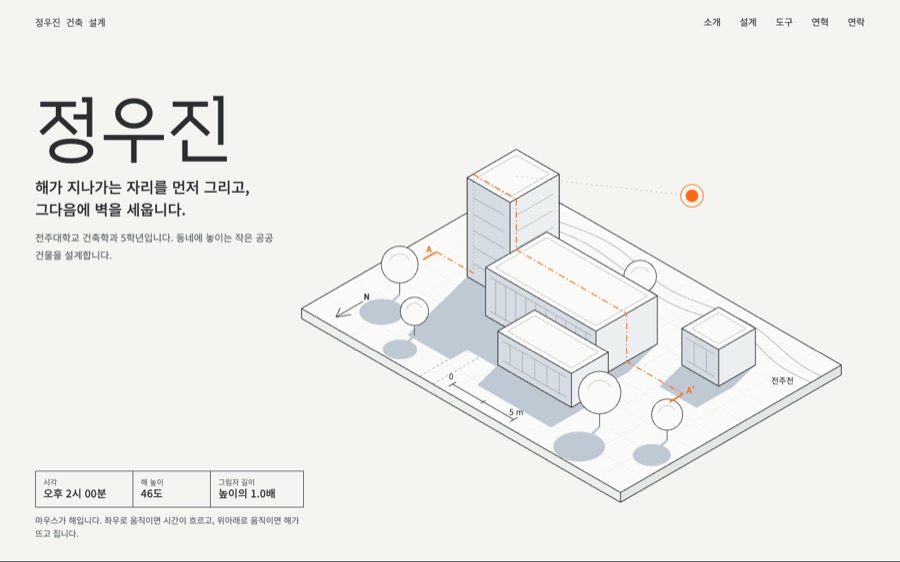 정우진 건축 설계
소개 설계 도구 연혁 연락
정우진
해가 지나가는 자리를 먼저 그리고,
그다음에 벽을 세웁니다.
전주대학교 건축학과 5학년입니다. 동네에 놓이는 작은 공공
건물을 설계합니다.
A
N
0
5 m
A'
전주천
시각 해 높이 그림자 길이
오후 2시 00분 46도 높이의 1.0배
마우스가 해입니다. 좌우로 움직이면 시간이 흐르고, 위아래로 움직이면 해가
뜨고 집니다.